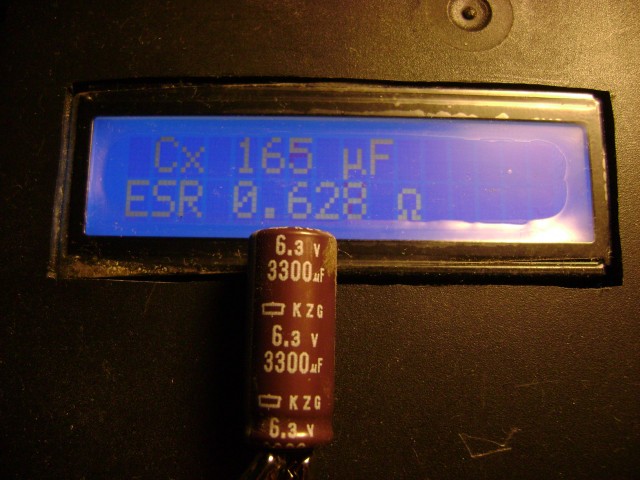 Cx 165 µF
ESR 0.628 Ω
6.3 V
3300µF
KZG
6.3 V
3300µF
KZG
6.3 V